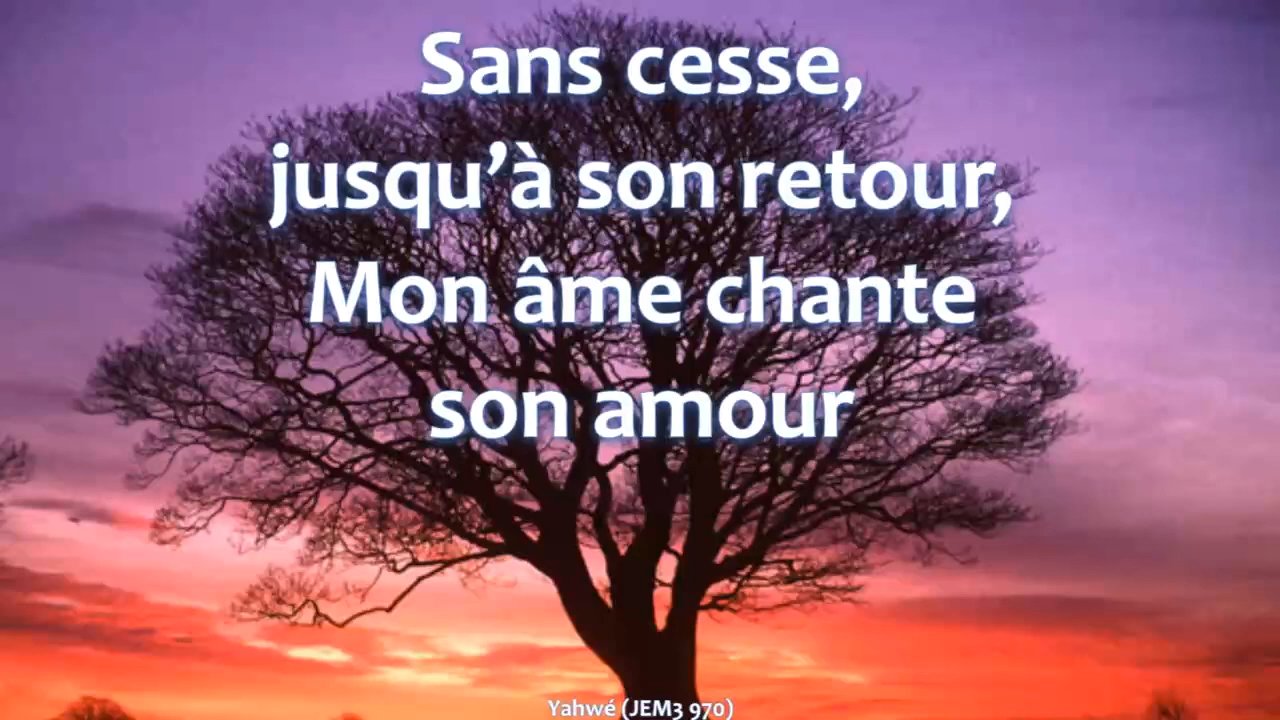 Sans cesse,
jusqu’à son retour,
Mon âme chante
son amour
Yahwé (JEM3 970)